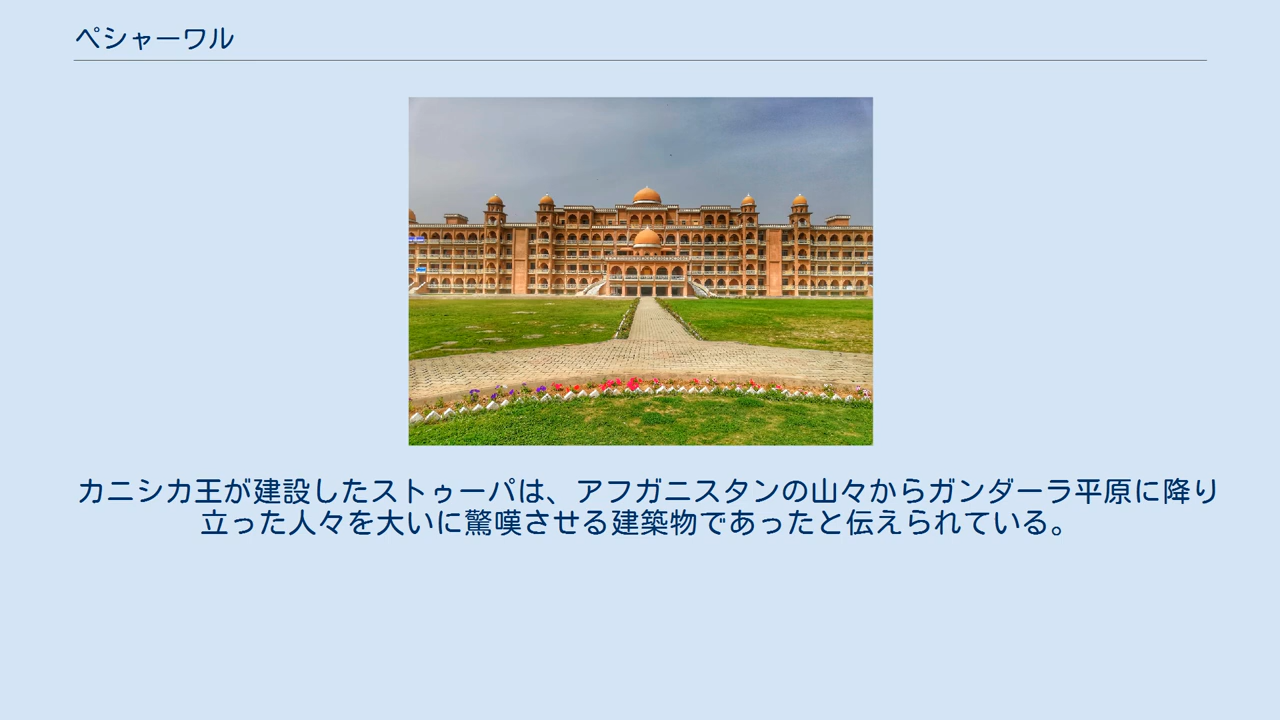 ペシャーワル
カニシカ王が建設したストゥーパは、アフガニスタンの山々からガンダーラ平原に降り
立った人々を大いに驚嘆させる建築物であったと伝えられている。